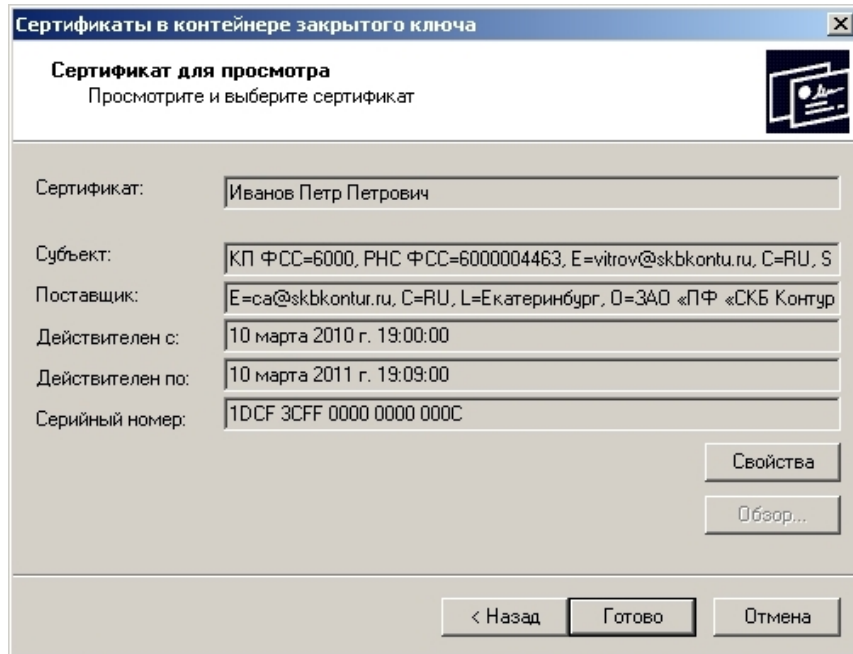 Сертификаты в контейнере закрытого ключа
Сертификат для просмотра
Просмотрите и выберите сертификат
Сертификат: Иванов Петр Петрович
Субъект: КП ФСС=6000, РНС ФСС=6000004463, E=vitrov@skbkontu.ru, C=RU, S
Поставщик: E=ca@skbkontur.ru, C=RU, L=Екатеринбург, O=ЗАО «ПФ «СКБ Контур
Действителен с: 10 марта 2010 г. 19:00:00
Действителен по: 10 марта 2011 г. 19:09:00
Серийный номер: 1DCF 3CFF 0000 0000 000C
Свойства
Обзор...
< Назад Готово Отмена